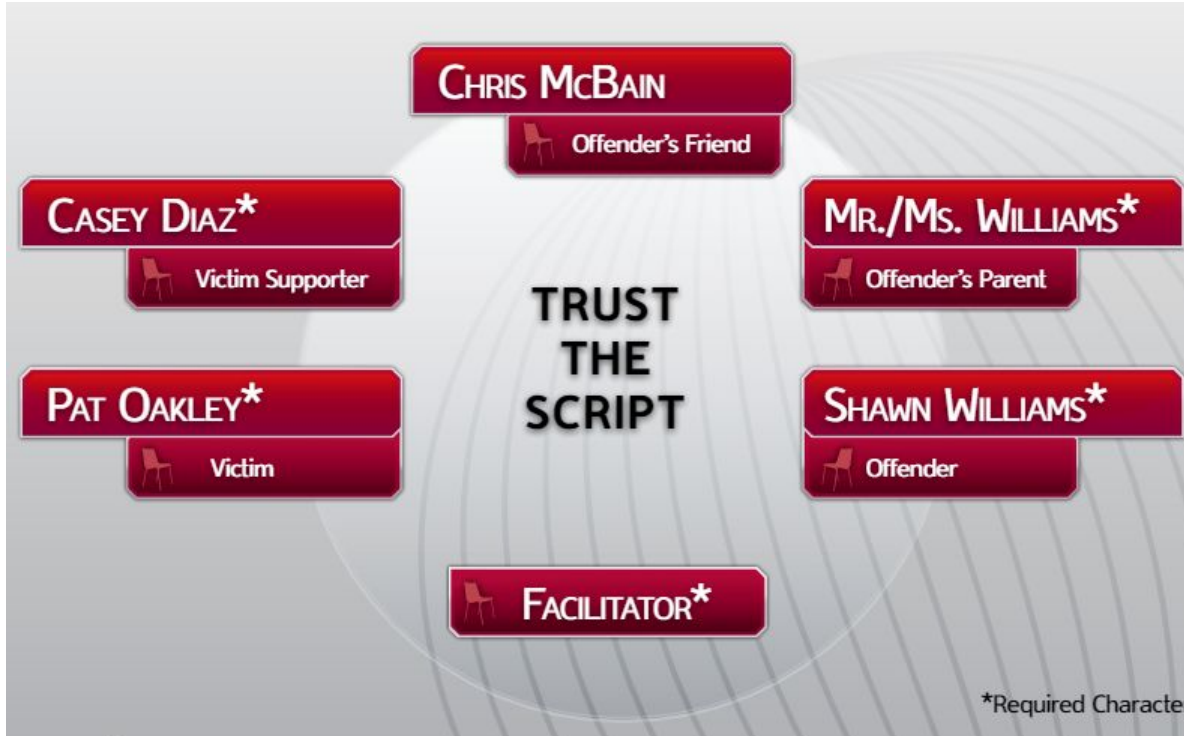 Chris McBain
Offender's Friend
Casey Diaz*
Victim Supporter
Mr./Ms. Williams*
Offender's Parent
TRUST
THE
SCRIPT
Pat Oakley*
Victim
Shawn Williams*
Offender
Facilitator*
*Required Characte